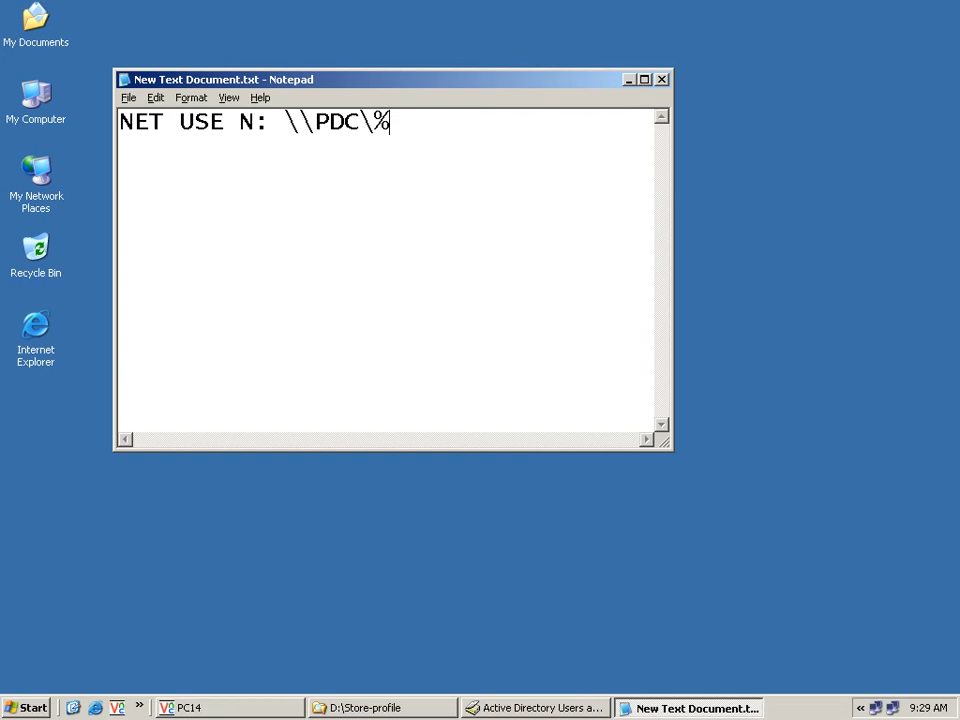 My Documents
My Computer
My Network
Places
Recycle Bin
Internet
Explorer
New Text Document.txt - Notepad
File Edit Format View Help
NET USE N: \\PDC\%
Start
»
V2 PC14
D:\Store-profile
Active Directory Users a...
New Text Document.t...
«
9:29 AM